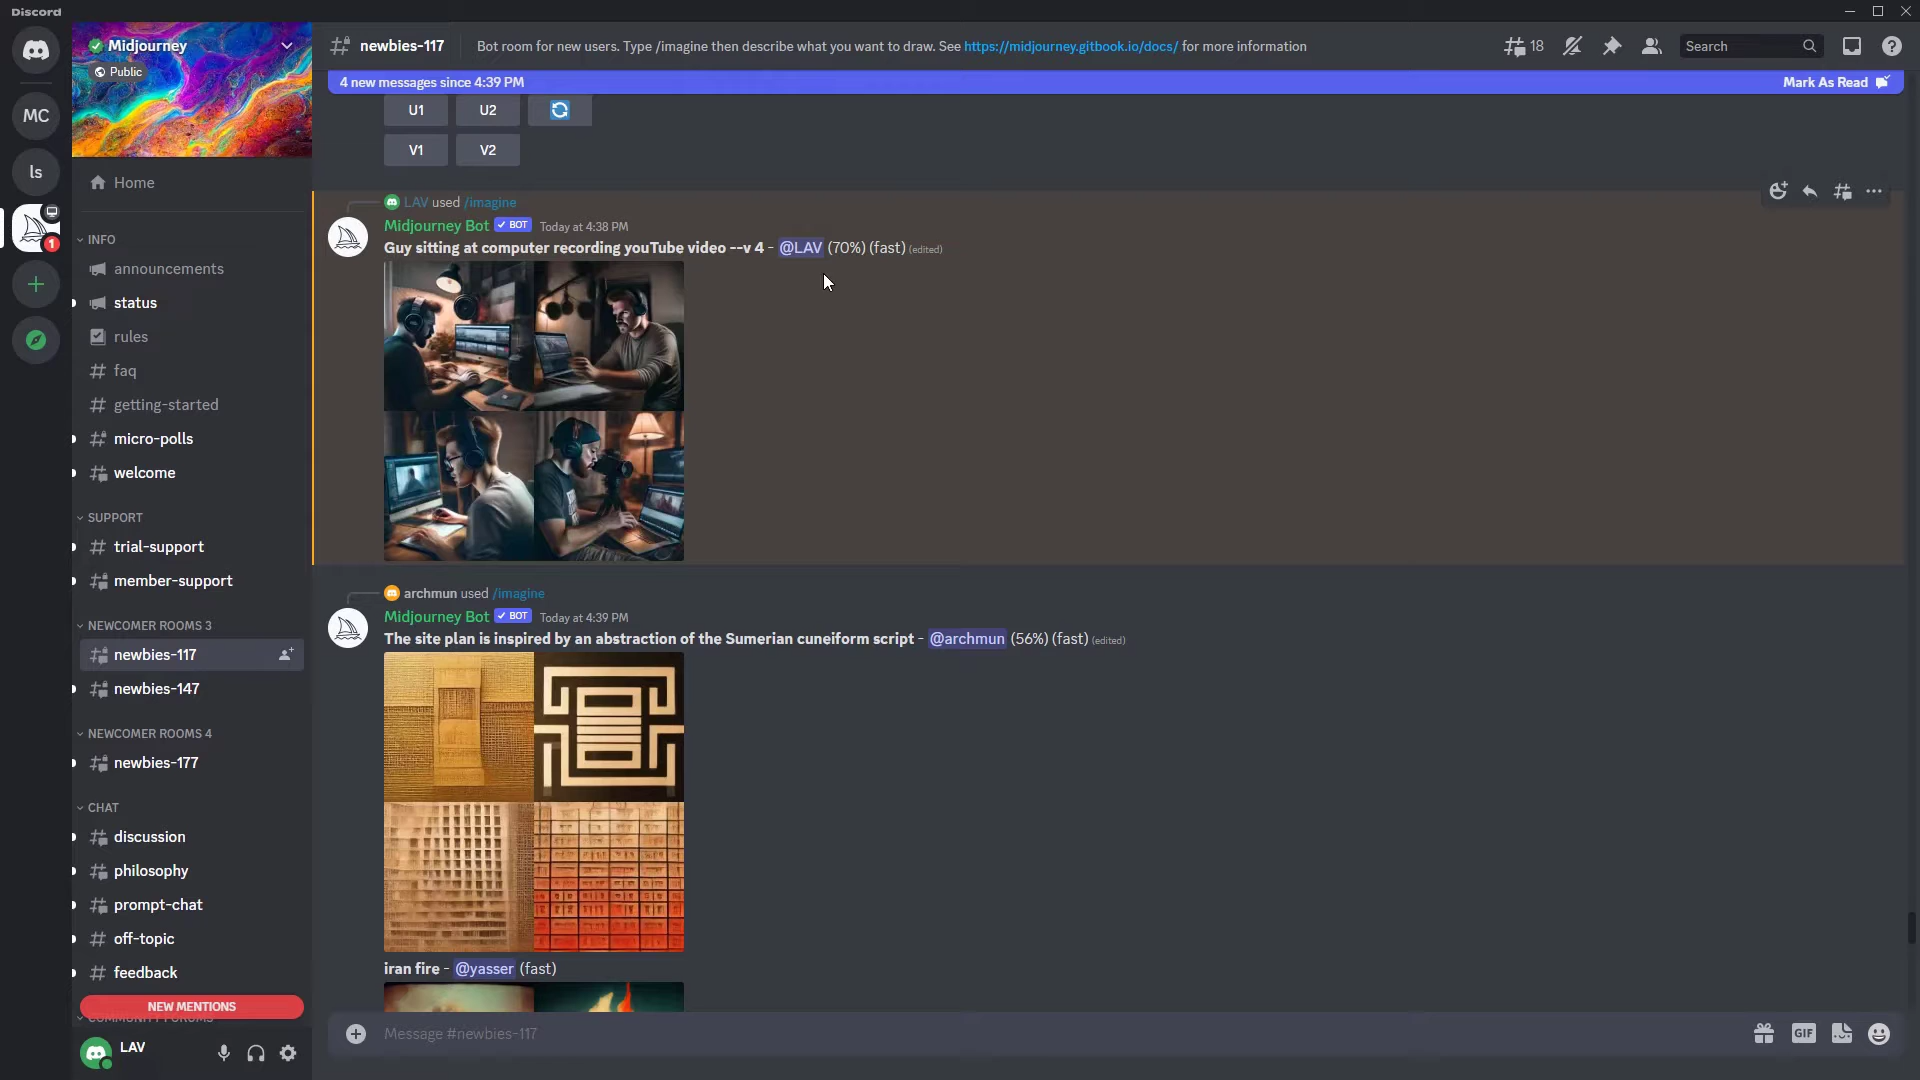 Discord
Midjourney
Public
MC
ls
1
Home
INFO
announcements
status
rules
faq
getting-started
micro-polls
welcome
SUPPORT
trial-support
member-support
NEWCOMER ROOMS 3
newbies-117
newbies-147
NEWCOMER ROOMS 4
newbies-177
CHAT
discussion
philosophy
prompt-chat
off-topic
feedback
NEW MENTIONS
COMMUNITY FORUMS
LAV
newbies-117
Bot room for new users. Type /imagine then describe what you want to draw. See https://midjourney.gitbook.io/docs/ for more information
18
Search
4 new messages since 4:39 PM
Mark As Read
U1 U2
V1 V2
LAV used /imagine
Midjourney Bot ✓ BOT Today at 4:38 PM
Guy sitting at computer recording youTube video --v 4 - @LAV (70%) (fast) (edited)
archmun used /imagine
Midjourney Bot ✓ BOT Today at 4:39 PM
The site plan is inspired by an abstraction of the Sumerian cuneiform script - @archmun (56%) (fast) (edited)
iran fire - @yasser (fast)
Message #newbies-117
GIF